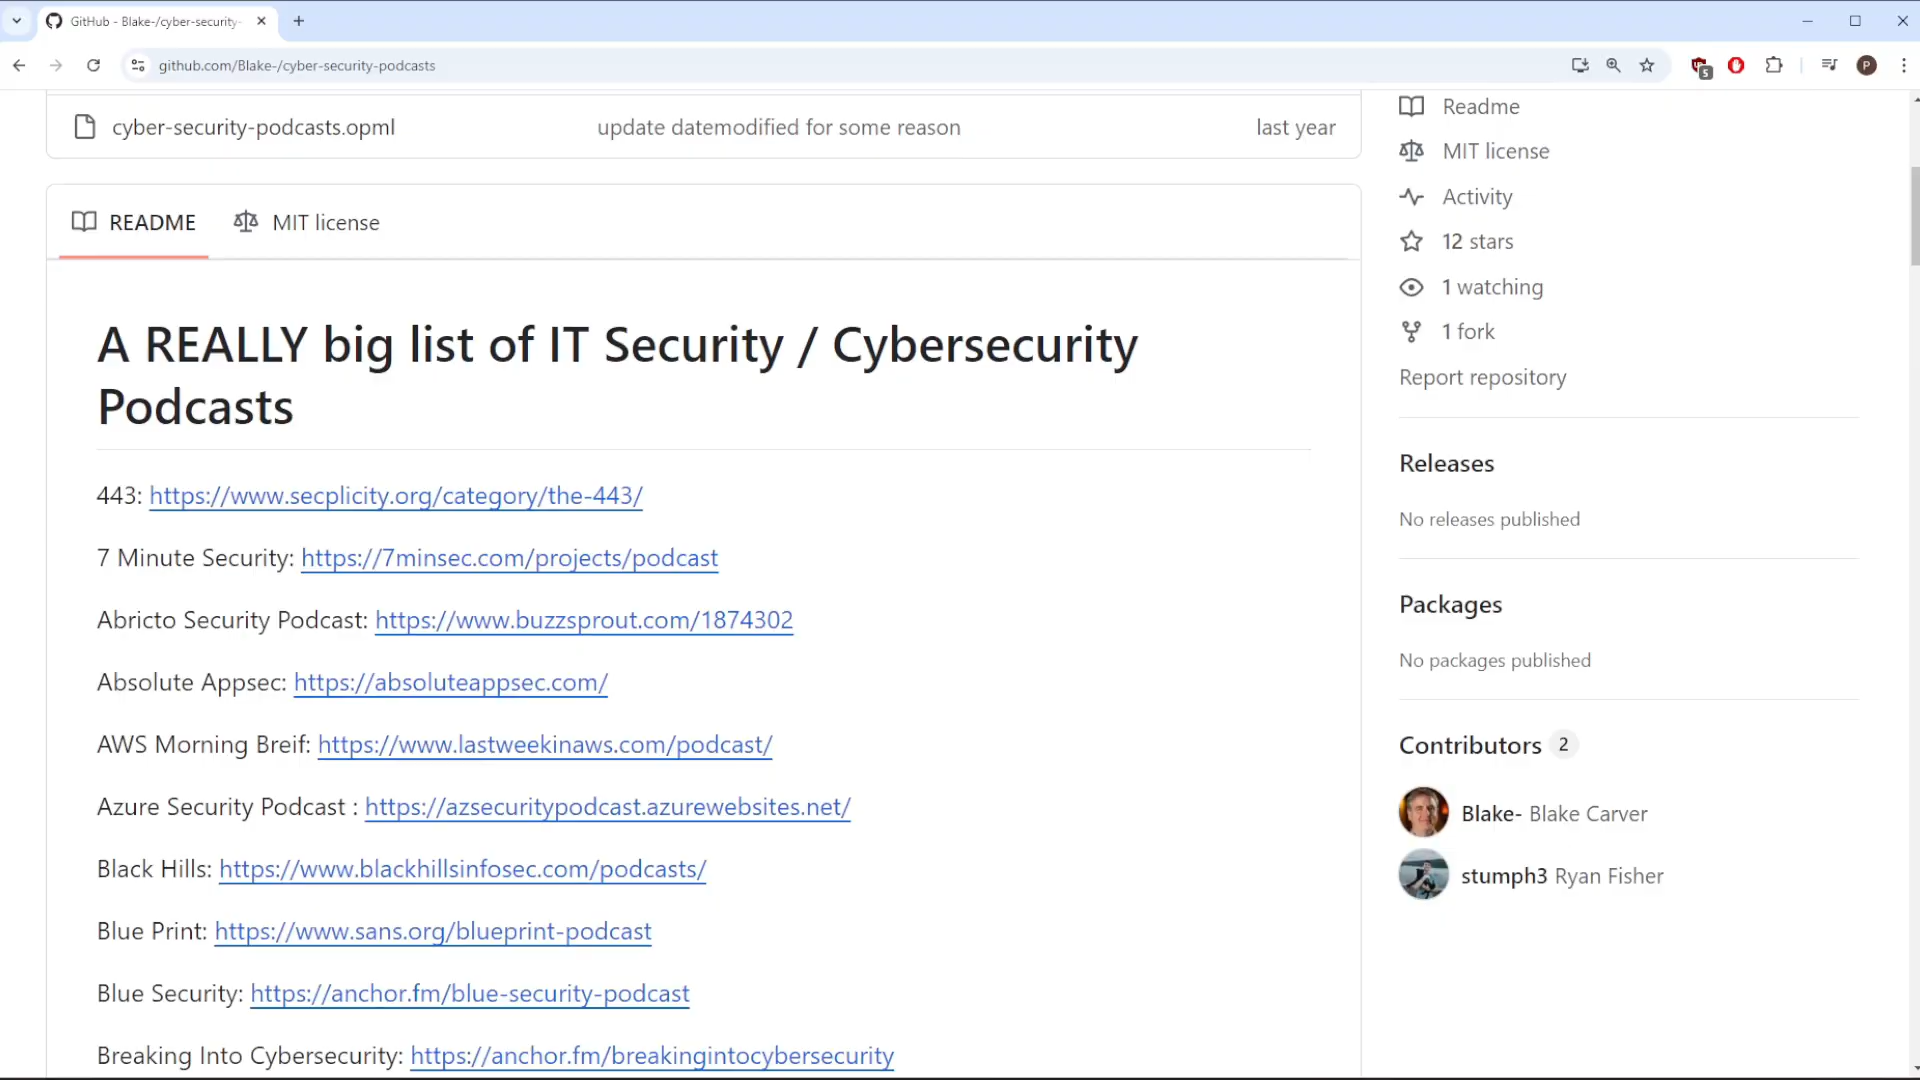 GitHub - Blake-/cyber-security-
github.com/Blake-/cyber-security-podcasts
5
P
cyber-security-podcasts.opml
update datemodified for some reason
last year
README
MIT license
A REALLY big list of IT Security / Cybersecurity
Podcasts
443: https://www.secplicity.org/category/the-443/
7 Minute Security: https://7minsec.com/projects/podcast
Abricto Security Podcast: https://www.buzzsprout.com/1874302
Absolute Appsec: https://absoluteappsec.com/
AWS Morning Breif: https://www.lastweekinaws.com/podcast/
Azure Security Podcast : https://azsecuritypodcast.azurewebsites.net/
Black Hills: https://www.blackhillsinfosec.com/podcasts/
Blue Print: https://www.sans.org/blueprint-podcast
Blue Security: https://anchor.fm/blue-security-podcast
Breaking Into Cybersecurity: https://anchor.fm/breakingintocybersecurity
Readme
MIT license
Activity
12 stars
1 watching
1 fork
Report repository
Releases
No releases published
Packages
No packages published
Contributors 2
Blake- Blake Carver
stumph3 Ryan Fisher